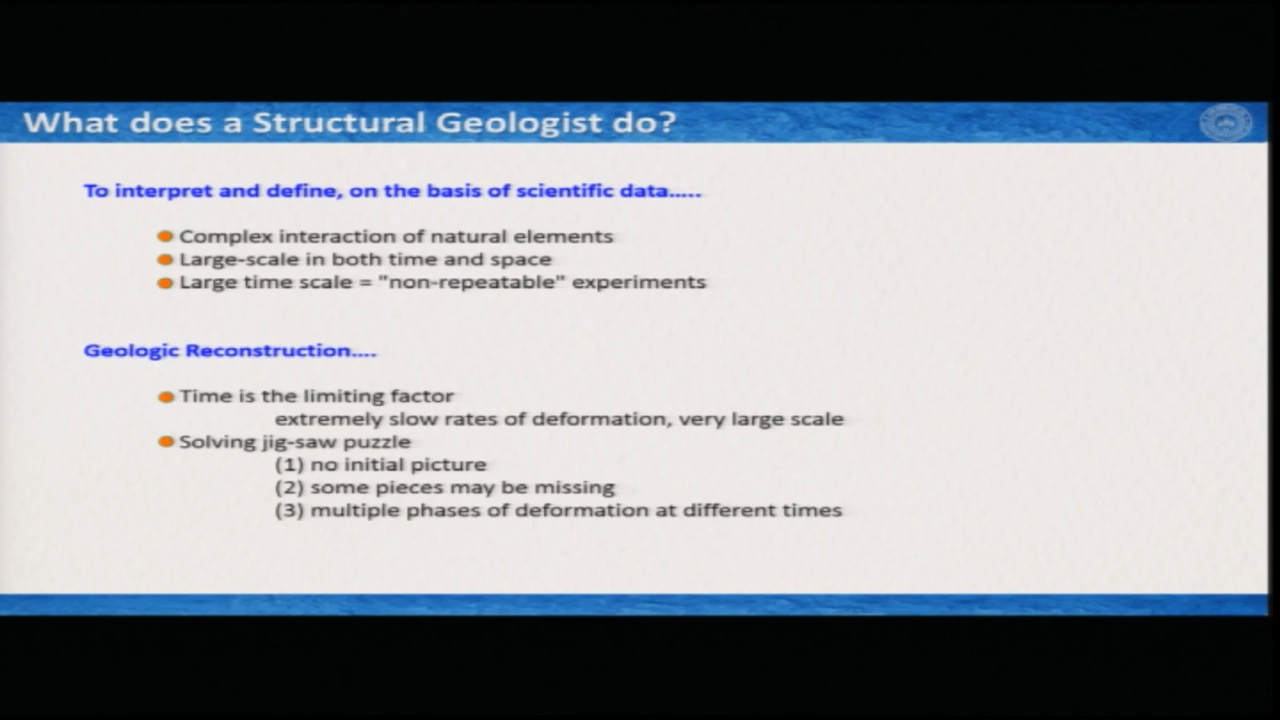 What does a Structural Geologist do?
To interpret and define, on the basis of scientific data.....
Complex interaction of natural elements
Large-scale in both time and space
Large time scale = "non-repeatable" experiments
Geologic Reconstruction....
Time is the limiting factor
extremely slow rates of deformation, very large scale
Solving jig-saw puzzle
(1) no initial picture
(2) some pieces may be missing
(3) multiple phases of deformation at different times